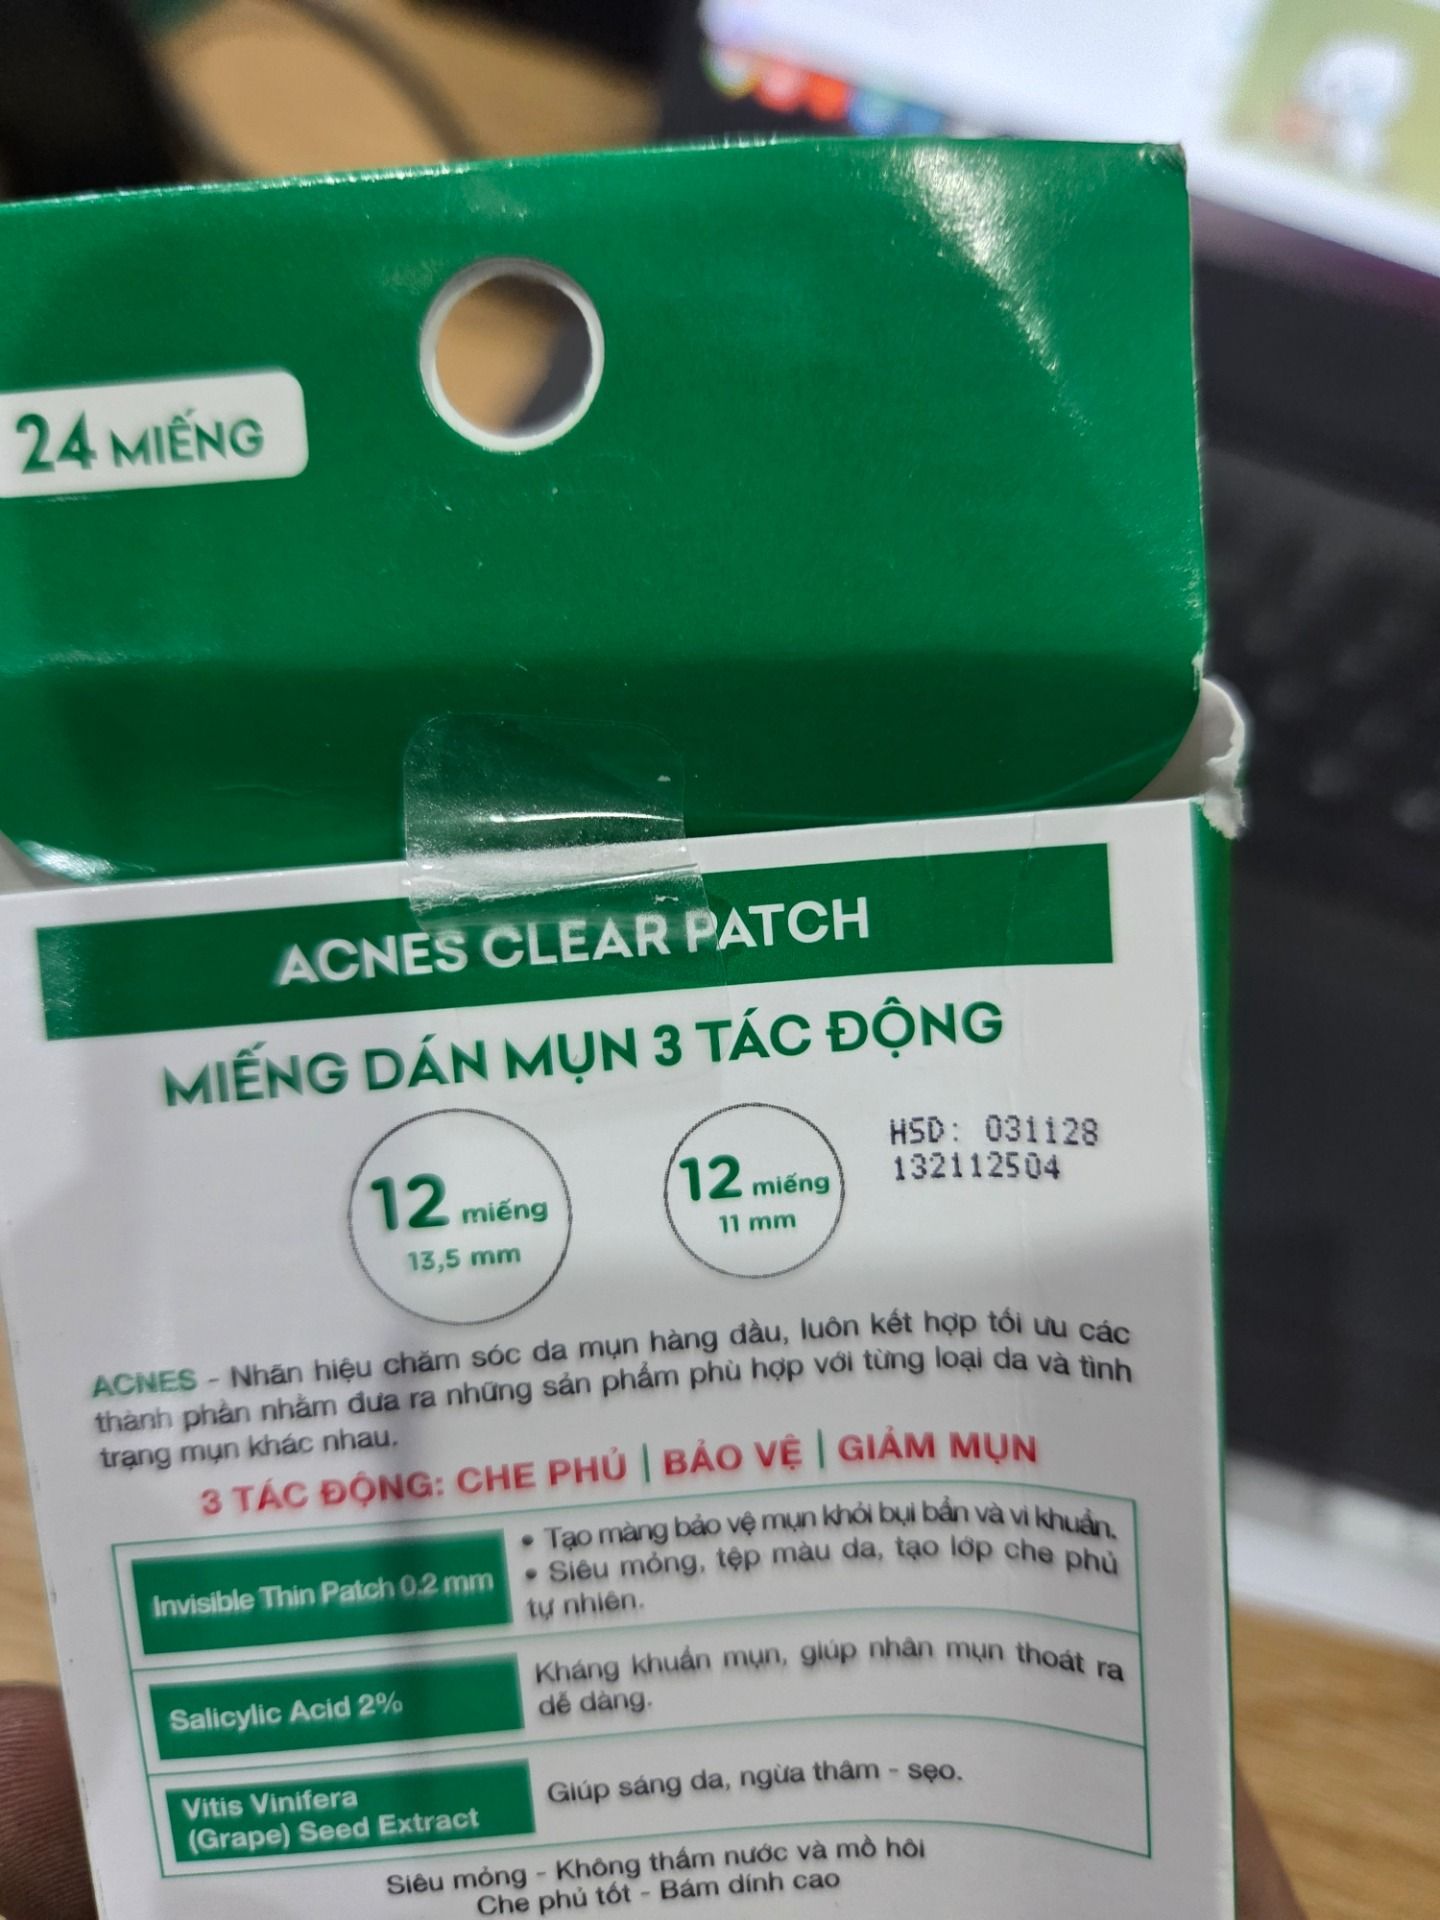 24 MIẾNG
ACNES CLEAR PATCH
MIẾNG DÁN MỤN 3 TÁC ĐỘNG
12 miếng
13,5 mm
12 miếng
11 mm
HSD: 031128
132112504
ACNES - Nhãn hiệu chăm sóc da mụn hàng đầu, luôn kết hợp tối ưu các
thành phần nhằm đưa ra những sản phẩm phù hợp với từng loại da và tình
trạng mụn khác nhau.
3 TÁC ĐỘNG: CHE PHỦ | BẢO VỆ | GIẢM MỤN
Invisible Thin Patch 0.2 mm
• Tạo màng bảo vệ mụn khỏi bụi bẩn và vi khuẩn.
• Siêu mỏng, tệp màu da, tạo lớp che phủ
tự nhiên.
Salicylic Acid 2%
Kháng khuẩn mụn, giúp nhân mụn thoát ra
dễ dàng.
Vitis Vinifera
(Grape) Seed Extract
Giúp sáng da, ngừa thâm - sẹo.
Siêu mỏng - Không thấm nước và mồ hôi
Che phủ tốt - Bám dính cao